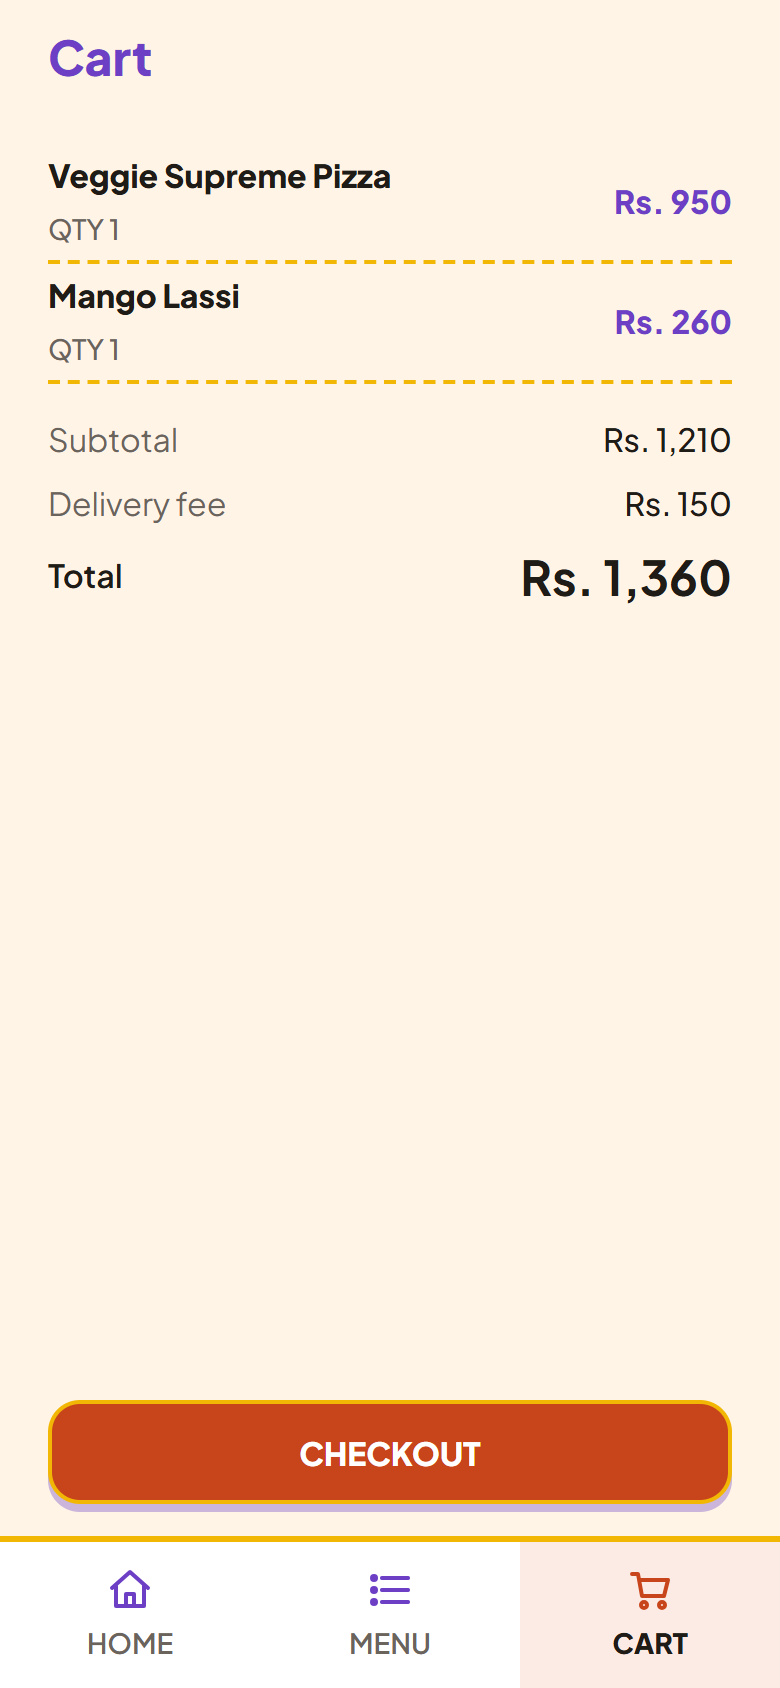 Cart
Veggie Supreme Pizza
Rs. 950
QTY 1
Mango Lassi
Rs. 260
QTY 1
Subtotal Rs. 1,210
Delivery fee Rs. 150
Total Rs. 1,360
CHECKOUT
HOME MENU CART